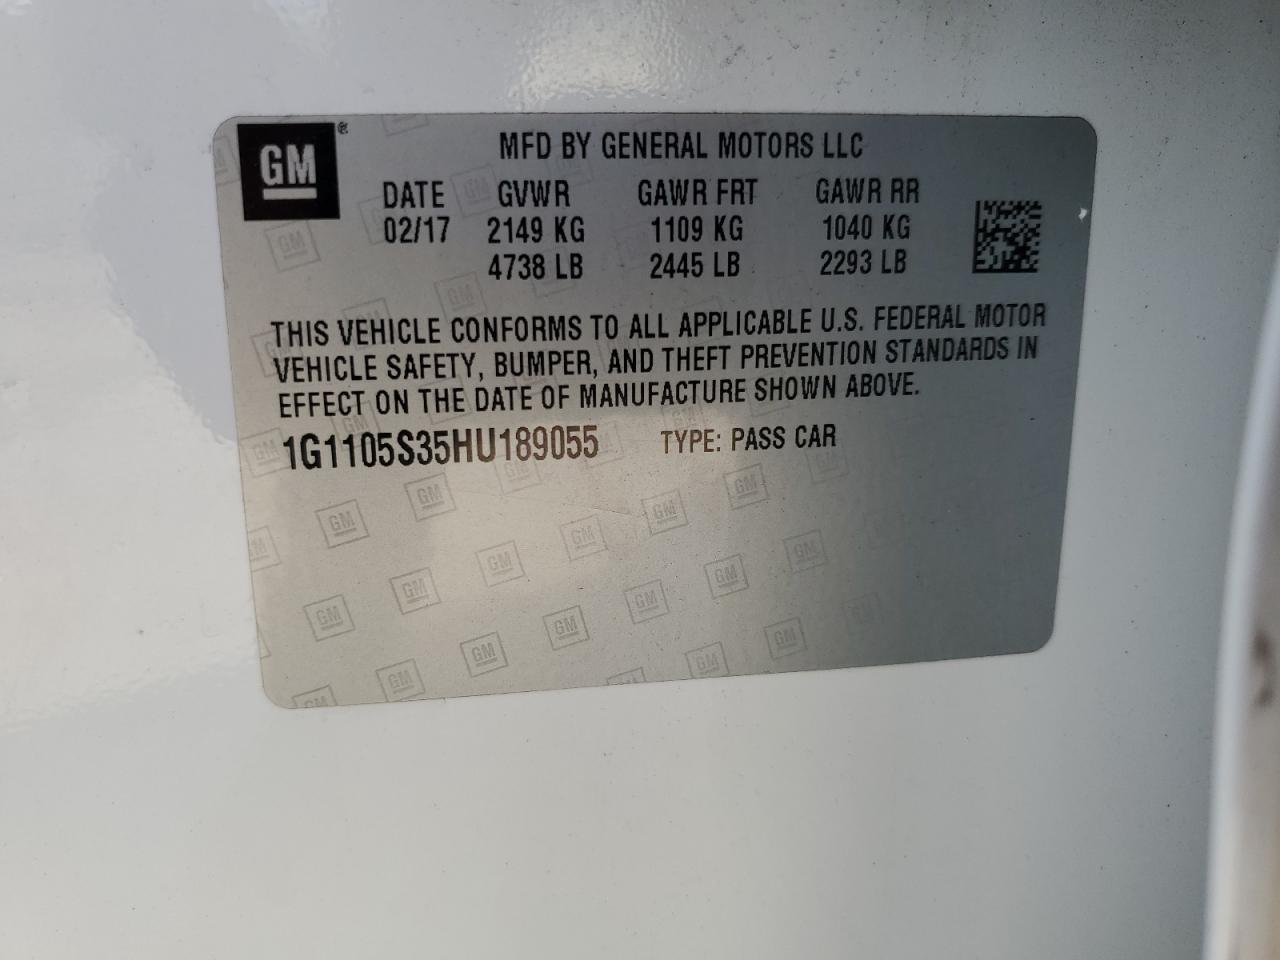 GM®
MFD BY GENERAL MOTORS LLC
DATE GVWR GAWR FRT GAWR RR
02/17 2149 KG 1109 KG 1040 KG
4738 LB 2445 LB 2293 LB
THIS VEHICLE CONFORMS TO ALL APPLICABLE U.S. FEDERAL MOTOR
VEHICLE SAFETY, BUMPER, AND THEFT PREVENTION STANDARDS IN
EFFECT ON THE DATE OF MANUFACTURE SHOWN ABOVE.
1G1105S35HU189055 TYPE: PASS CAR